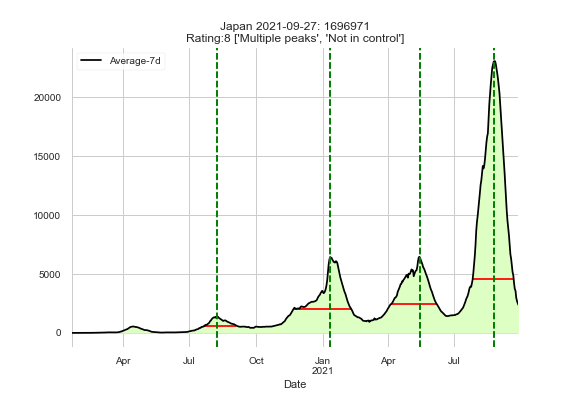 Japan 2021-09-27: 1696971
Rating:8 ['Multiple peaks', 'Not in control']
Average-7d
20000
15000
10000
5000
0
Apr
Jul
Oct
Jan
2021
Apr
Jul
Date